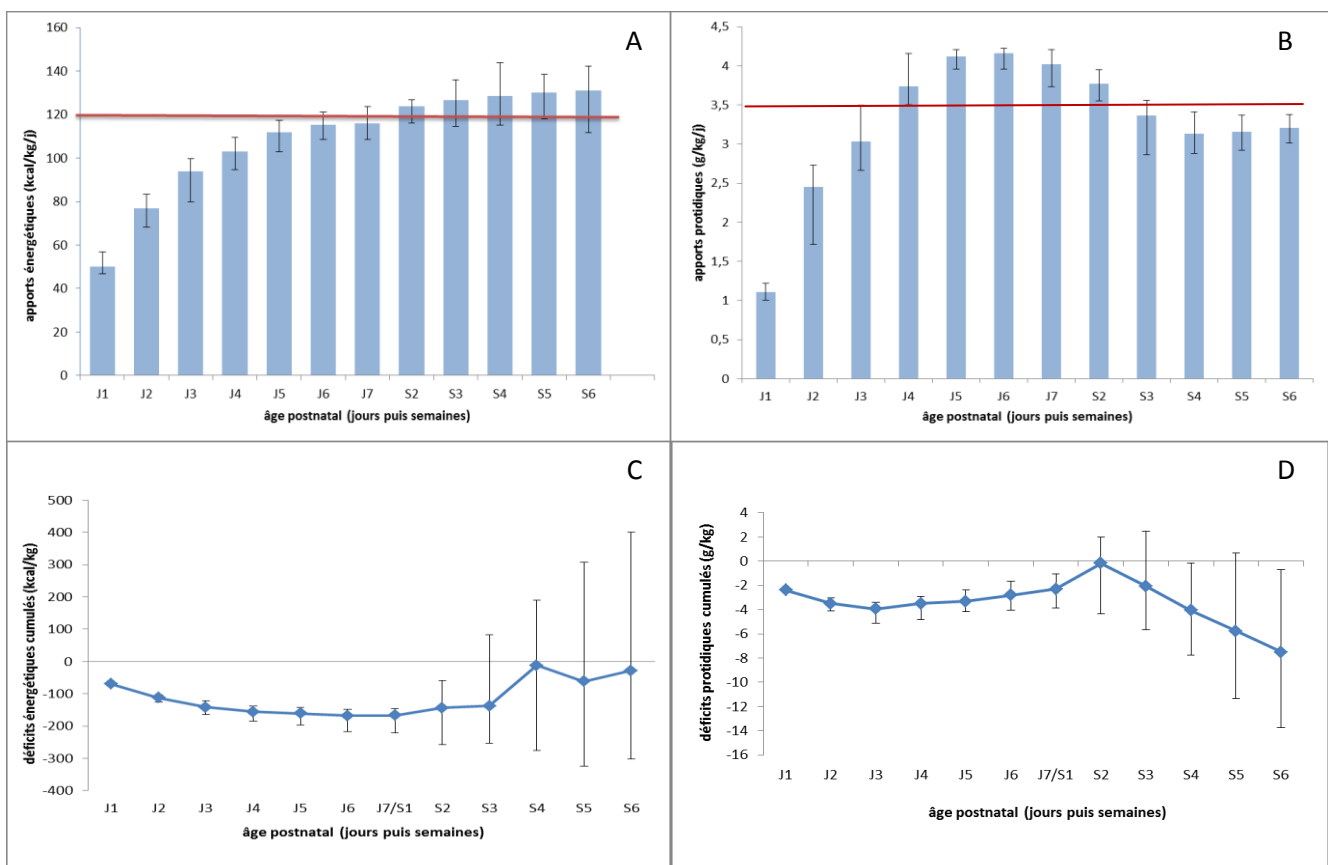 A
apports énergétiques (kcal/kg/j)
160
140
120
100
80
60
40
20
0
J1 J2 J3 J4 J5 J6 J7 S2 S3 S4 S5 S6
âge postnatal (jours puis semaines)
B
apports protidiques (g/kg/j)
4,5
4
3,5
3
2,5
2
1,5
1
0,5
0
J1 J2 J3 J4 J5 J6 J7 S2 S3 S4 S5 S6
âge postnatal (jours puis semaines)
C
déficits énergétiques cumulés (kcal/kg)
500
400
300
200
100
0
-100
-200
-300
-400
J1 J2 J3 J4 J5 J6 J7/S1 S2 S3 S4 S5 S6
âge postnatal (jours puis semaines)
D
déficits protidiques cumulés (g/kg)
4
2
0
-2
-4
-6
-8
-10
-12
-14
-16
J1 J2 J3 J4 J5 J6 J7/S1 S2 S3 S4 S5 S6
âge postnatal (jours puis semaines)